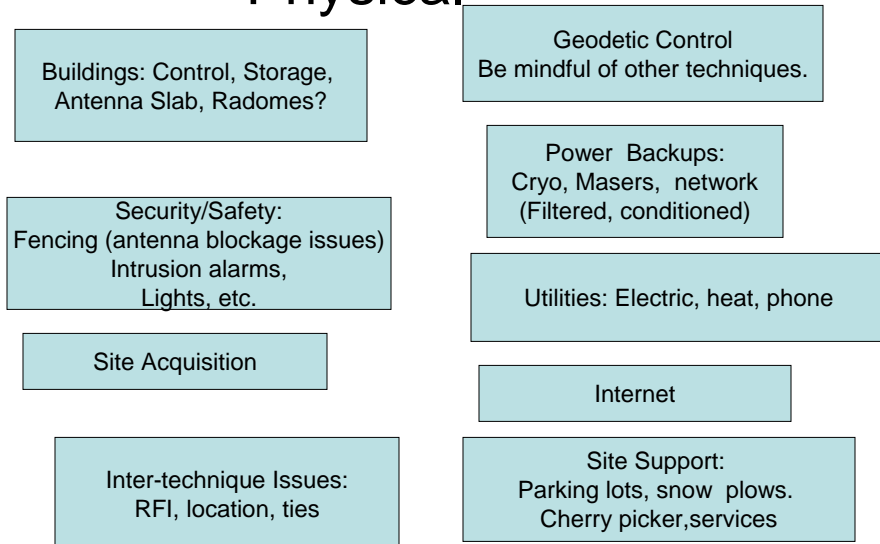 Physical
Buildings: Control, Storage,
Antenna Slab, Radomes?
Geodetic Control
Be mindful of other techniques.
Power Backups:
Cryo, Masers, network
(Filtered, conditioned)
Security/Safety:
Fencing (antenna blockage issues)
Intrusion alarms,
Lights, etc.
Utilities: Electric, heat, phone
Site Acquisition
Internet
Inter-technique Issues:
RFI, location, ties
Site Support:
Parking lots, snow plows.
Cherry picker,services